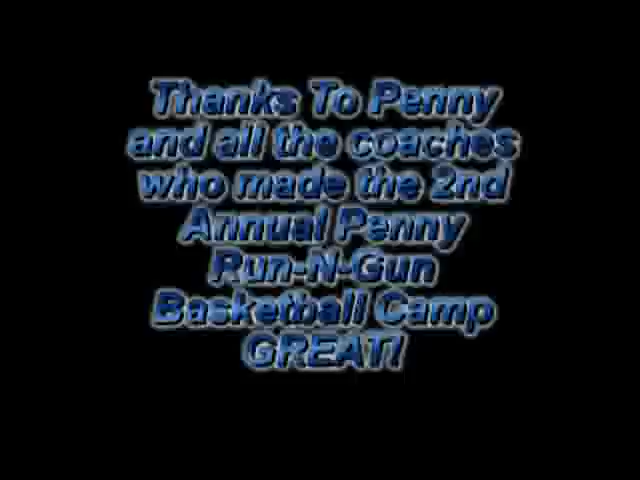 Thanks To Penny
and all the coaches
who made the 2nd
Annual Penny
Run-N-Gun
Basketball Camp
GREAT!